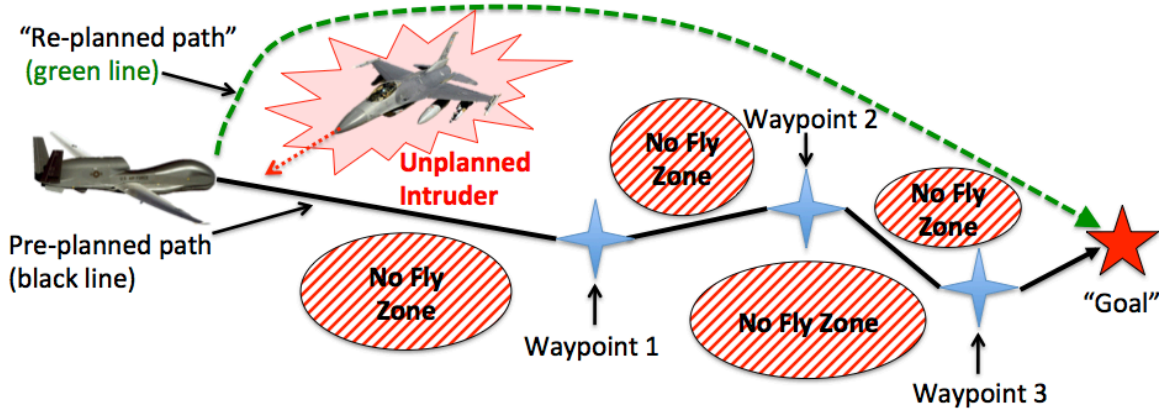 “Re-planned path”
(green line)
Unplanned
Intruder
No Fly
Zone
Waypoint 2
No Fly
Zone
Pre-planned path
(black line)
No Fly
Zone
No Fly Zone
“Goal”
Waypoint 1
Waypoint 3